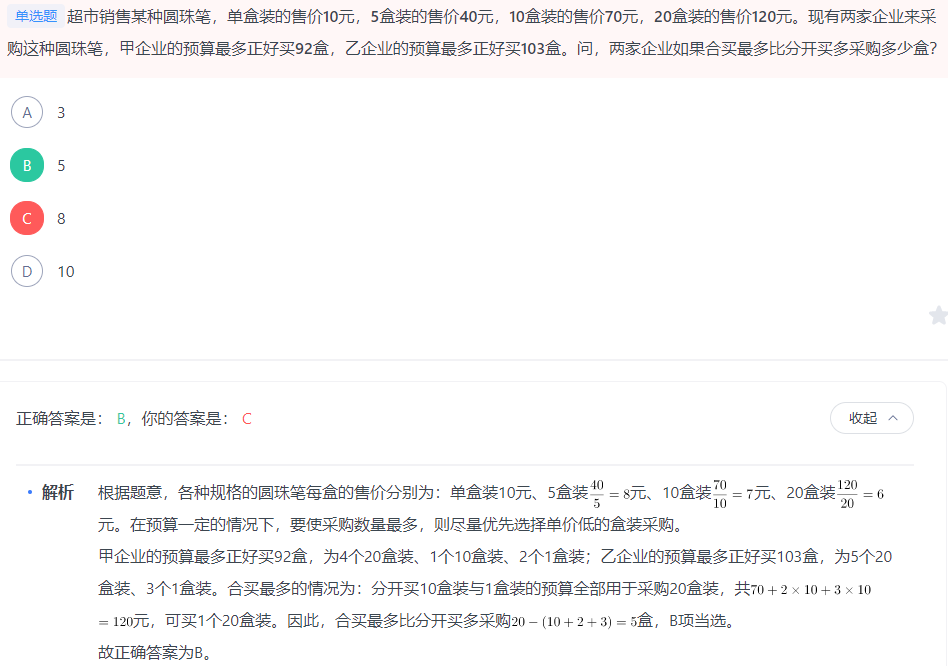 单选题 超市销售某种圆珠笔，单盒装的售价10元，5盒装的售价40元，10盒装的售价70元，20盒装的售价120元。现有两家企业来采
购这种圆珠笔，甲企业的预算最多正好买92盒，乙企业的预算最多正好买103盒。问，两家企业如果合买最多比分开买多采购多少盒？
A 3
B 5
C 8
D 10
正确答案是： B，你的答案是： C
收起
• 解析 根据题意，各种规格的圆珠笔每盒的售价分别为：单盒装10元、5盒装40/5 = 8元、10盒装70/10 = 7元、20盒装120/20 = 6
元。在预算一定的情况下，要使采购数量最多，则尽量优先选择单价低的盒装采购。
甲企业的预算最多正好买92盒，为4个20盒装、1个10盒装、2个1盒装；乙企业的预算最多正好买103盒，为5个20
盒装、3个1盒装。合买最多的情况为：分开买10盒装与1盒装的预算全部用于采购20盒装，共70 + 2 × 10 + 3 × 10
= 120元，可买1个20盒装。因此，合买最多比分开买多采购20 − (10 + 2 + 3) = 5盒，B项当选。
故正确答案为B。